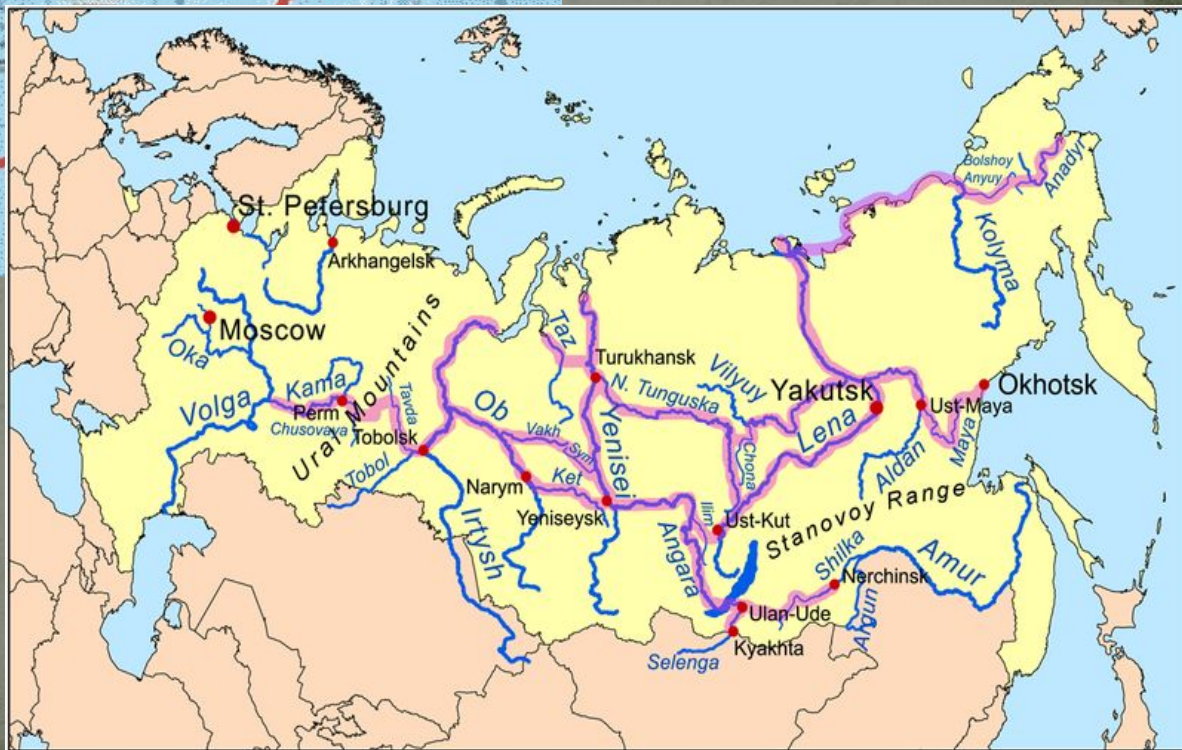 Bolshoy
Anyuy
Anadyr
St. Petersburg
Kolyma
Arkhangelsk
Moscow
Oka
Ural Mountains
Taz
Turukhansk
Vilyuy
Yakutsk
Okhotsk
Kama
Perm
Tavda
N. Tunguska
Ust-Maya
Volga
Chusovaya
Ob
Yenisei
Lena
Maya
Tobolsk
Vakh
Sym
Chona
Aldan
Tobol
Narym
Ket
Ilim
Stanovoy Range
Yeniseysk
Ust-Kut
Irtysh
Angara
Shilka
Amur
Nerchinsk
Argun
Ulan-Ude
Kyakhta
Selenga